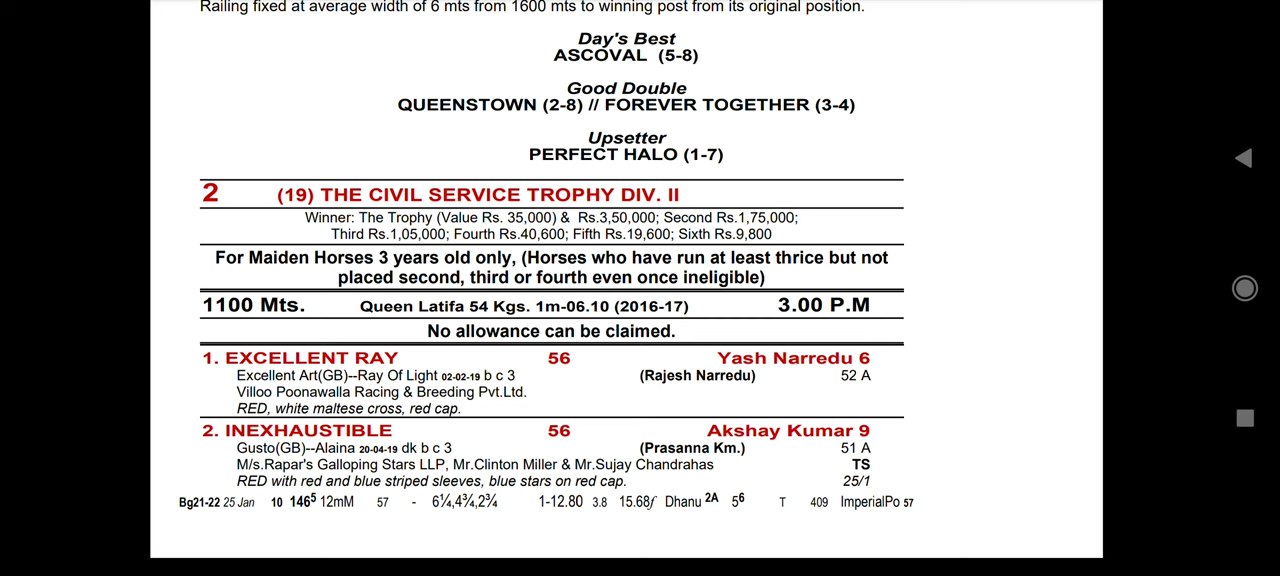 Railing fixed at average width of 6 mts from 1600 mts to winning post from its original position.
Day's Best
ASCOVAL (5-8)
Good Double
QUEENSTOWN (2-8) // FOREVER TOGETHER (3-4)
Upsetter
PERFECT HALO (1-7)
2 (19) THE CIVIL SERVICE TROPHY DIV. II
Winner: The Trophy (Value Rs. 35,000) & Rs.3,50,000; Second Rs.1,75,000;
Third Rs.1,05,000; Fourth Rs.40,600; Fifth Rs.19,600; Sixth Rs.9,800
For Maiden Horses 3 years old only, (Horses who have run at least thrice but not
placed second, third or fourth even once ineligible)
1100 Mts. Queen Latifa 54 Kgs. 1m-06.10 (2016-17) 3.00 P.M
No allowance can be claimed.
1. EXCELLENT RAY 56 Yash Narredu 6
Excellent Art(GB)--Ray Of Light 02-02-19 b c 3 (Rajesh Narredu) 52 A
Villoo Poonawalla Racing & Breeding Pvt.Ltd.
RED, white maltese cross, red cap.
2. INEXHAUSTIBLE 56 Akshay Kumar 9
Gusto(GB)--Alaina 20-04-19 dk b c 3 (Prasanna Km.) 51 A
M/s.Rapar's Galloping Stars LLP, Mr.Clinton Miller & Mr.Sujay Chandrahas TS
RED with red and blue striped sleeves, blue stars on red cap. 25/1
Bg21-22 25 Jan 10 146⁵ 12mM 57 - 6¼,4¾,2¾ 1-12.80 3.8 15.68f Dhanu 2A 5⁶ T 409 ImperialPo 57